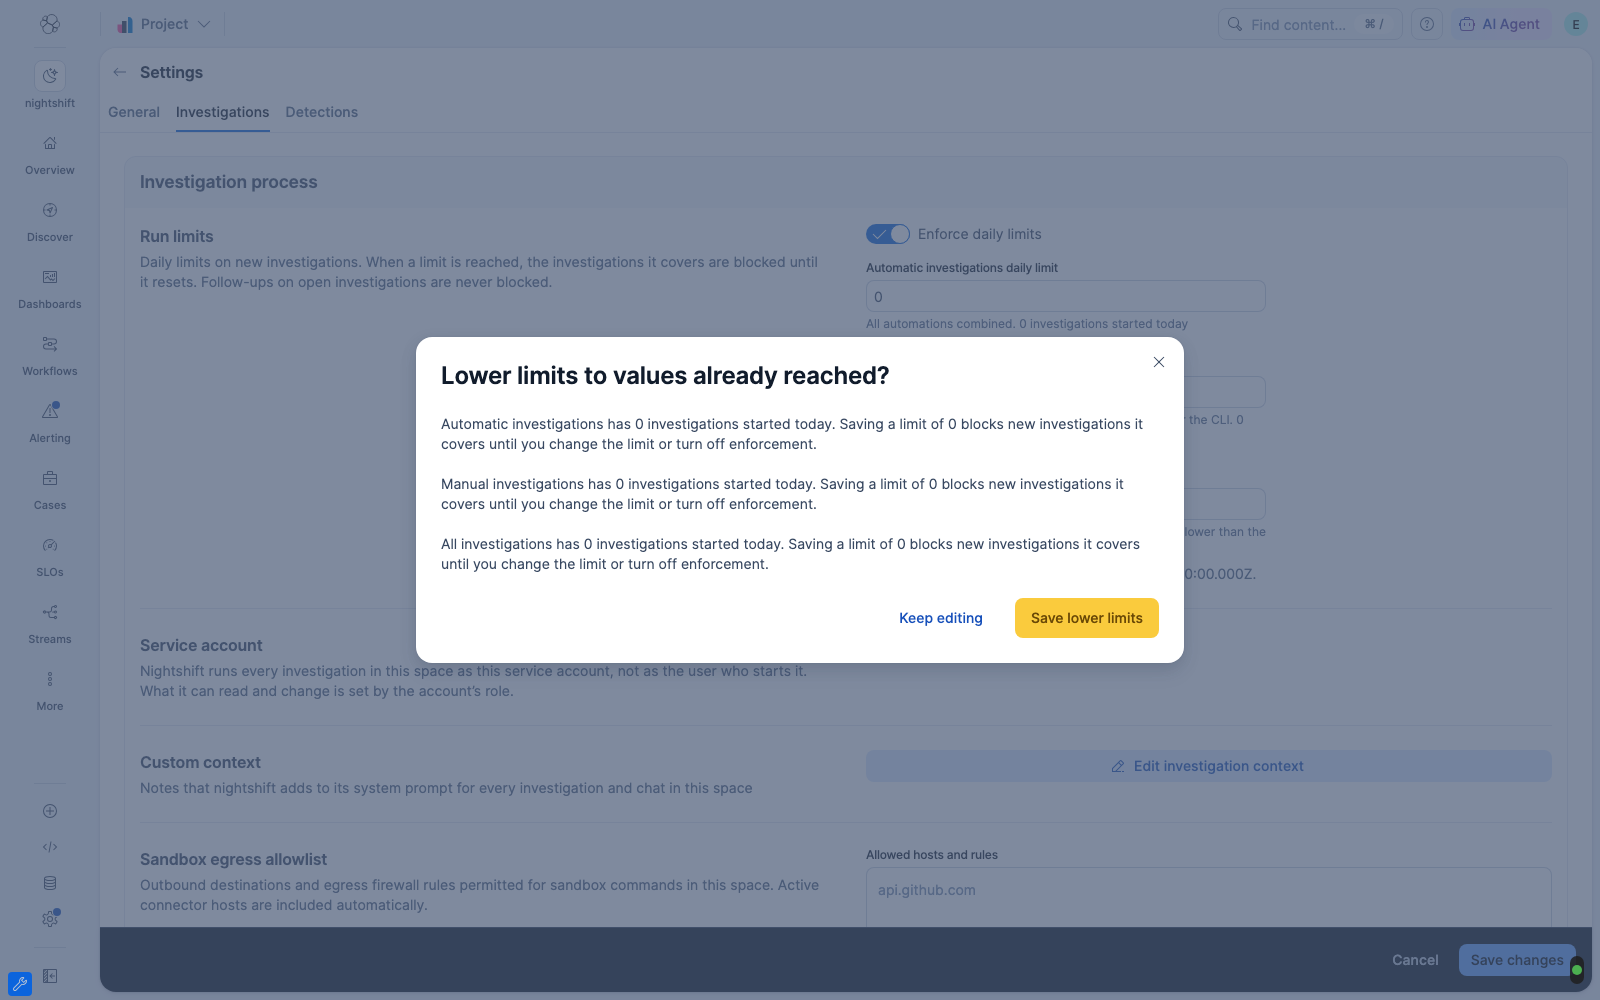 Project
Find content...
⌘ /
AI Agent
E
nightshift
Overview
Discover
Dashboards
Workflows
Alerting
Cases
SLOs
Streams
More
Settings
General
Investigations
Detections
Investigation process
Run limits
Daily limits on new investigations. When a limit is reached, the investigations it covers are blocked until
it resets. Follow-ups on open investigations are never blocked.
Enforce daily limits
Automatic investigations daily limit
0
All automations combined. 0 investigations started today
the CLI. 0
lower than the
0:00.000Z.
Lower limits to values already reached?
Automatic investigations has 0 investigations started today. Saving a limit of 0 blocks new investigations it
covers until you change the limit or turn off enforcement.
Manual investigations has 0 investigations started today. Saving a limit of 0 blocks new investigations it
covers until you change the limit or turn off enforcement.
All investigations has 0 investigations started today. Saving a limit of 0 blocks new investigations it covers
until you change the limit or turn off enforcement.
Keep editing
Save lower limits
Service account
Nightshift runs every investigation in this space as this service account, not as the user who starts it.
What it can read and change is set by the account's role.
Custom context
Notes that nightshift adds to its system prompt for every investigation and chat in this space
Edit investigation context
Sandbox egress allowlist
Outbound destinations and egress firewall rules permitted for sandbox commands in this space. Active
connector hosts are included automatically.
Allowed hosts and rules
api.github.com
Cancel
Save changes